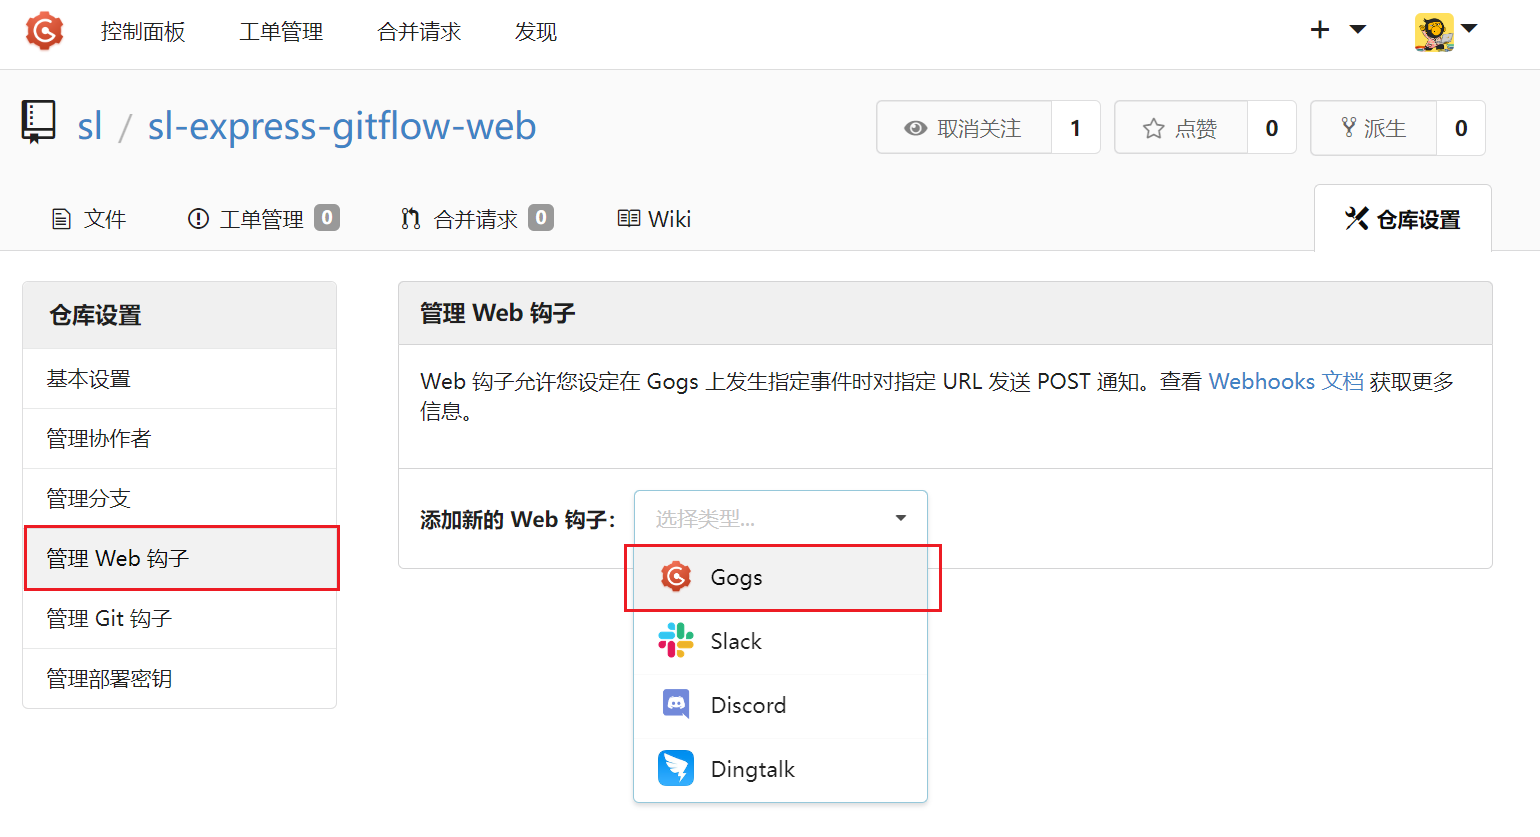 控制面板 工单管理 合并请求 发现
sl / sl-express-gitflow-web 取消关注 1 点赞 0 派生 0
文件 工单管理 0 合并请求 0 Wiki 仓库设置
仓库设置
基本设置
管理协作者
管理分支
管理 Web 钩子
管理 Git 钩子
管理部署密钥
管理 Web 钩子
Web 钩子允许您设定在 Gogs 上发生指定事件时对指定 URL 发送 POST 通知。查看 Webhooks 文档 获取更多
信息。
添加新的 Web 钩子： 选择类型...
Gogs
Slack
Discord
Dingtalk